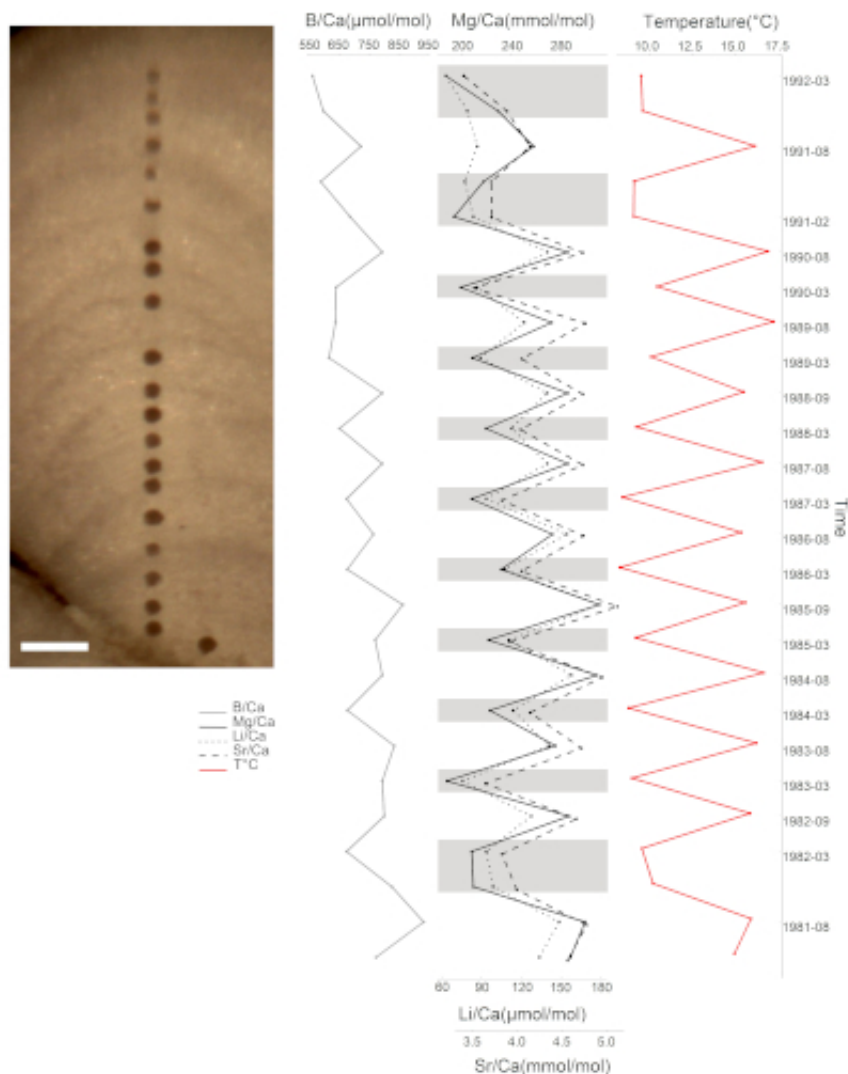 B/Ca(μmol/mol) Mg/Ca(mmol/mol) Temperature(°C)
550 650 750 850 950 200 240 280 10.0 12.5 15.0 17.5
1992-03
1991-08
1991-02
1990-08
1990-03
1989-08
1989-03
1988-09
1988-03
1987-08
1987-03
Time
1986-08
1986-03
1985-09
1985-03
1984-08
1984-03
1983-08
1983-03
1982-09
1982-03
1981-08
B/Ca
Mg/Ca
Li/Ca
Sr/Ca
T°C
60 90 120 150 180
Li/Ca(μmol/mol)
3.5 4.0 4.5 5.0
Sr/Ca(mmol/mol)